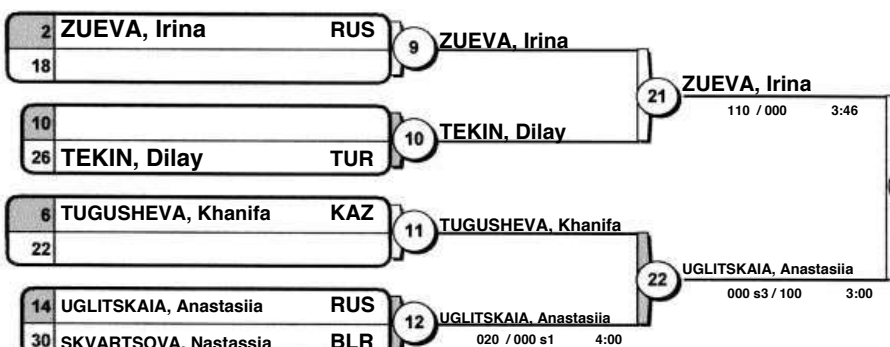 2 ZUEVA, Irina RUS
18
9
ZUEVA, Irina
10
26 TEKIN, Dilay TUR
10
TEKIN, Dilay
21
ZUEVA, Irina
110 / 000 3:46
6 TUGUSHEVA, Khanifa KAZ
22
11
TUGUSHEVA, Khanifa
14 UGLITSKAIA, Anastasiia RUS
30 SKVARTSOVA, Nastassia BLR
12
UGLITSKAIA, Anastasiia
020 / 000 s1 4:00
22
UGLITSKAIA, Anastasiia
000 s3 / 100 3:00